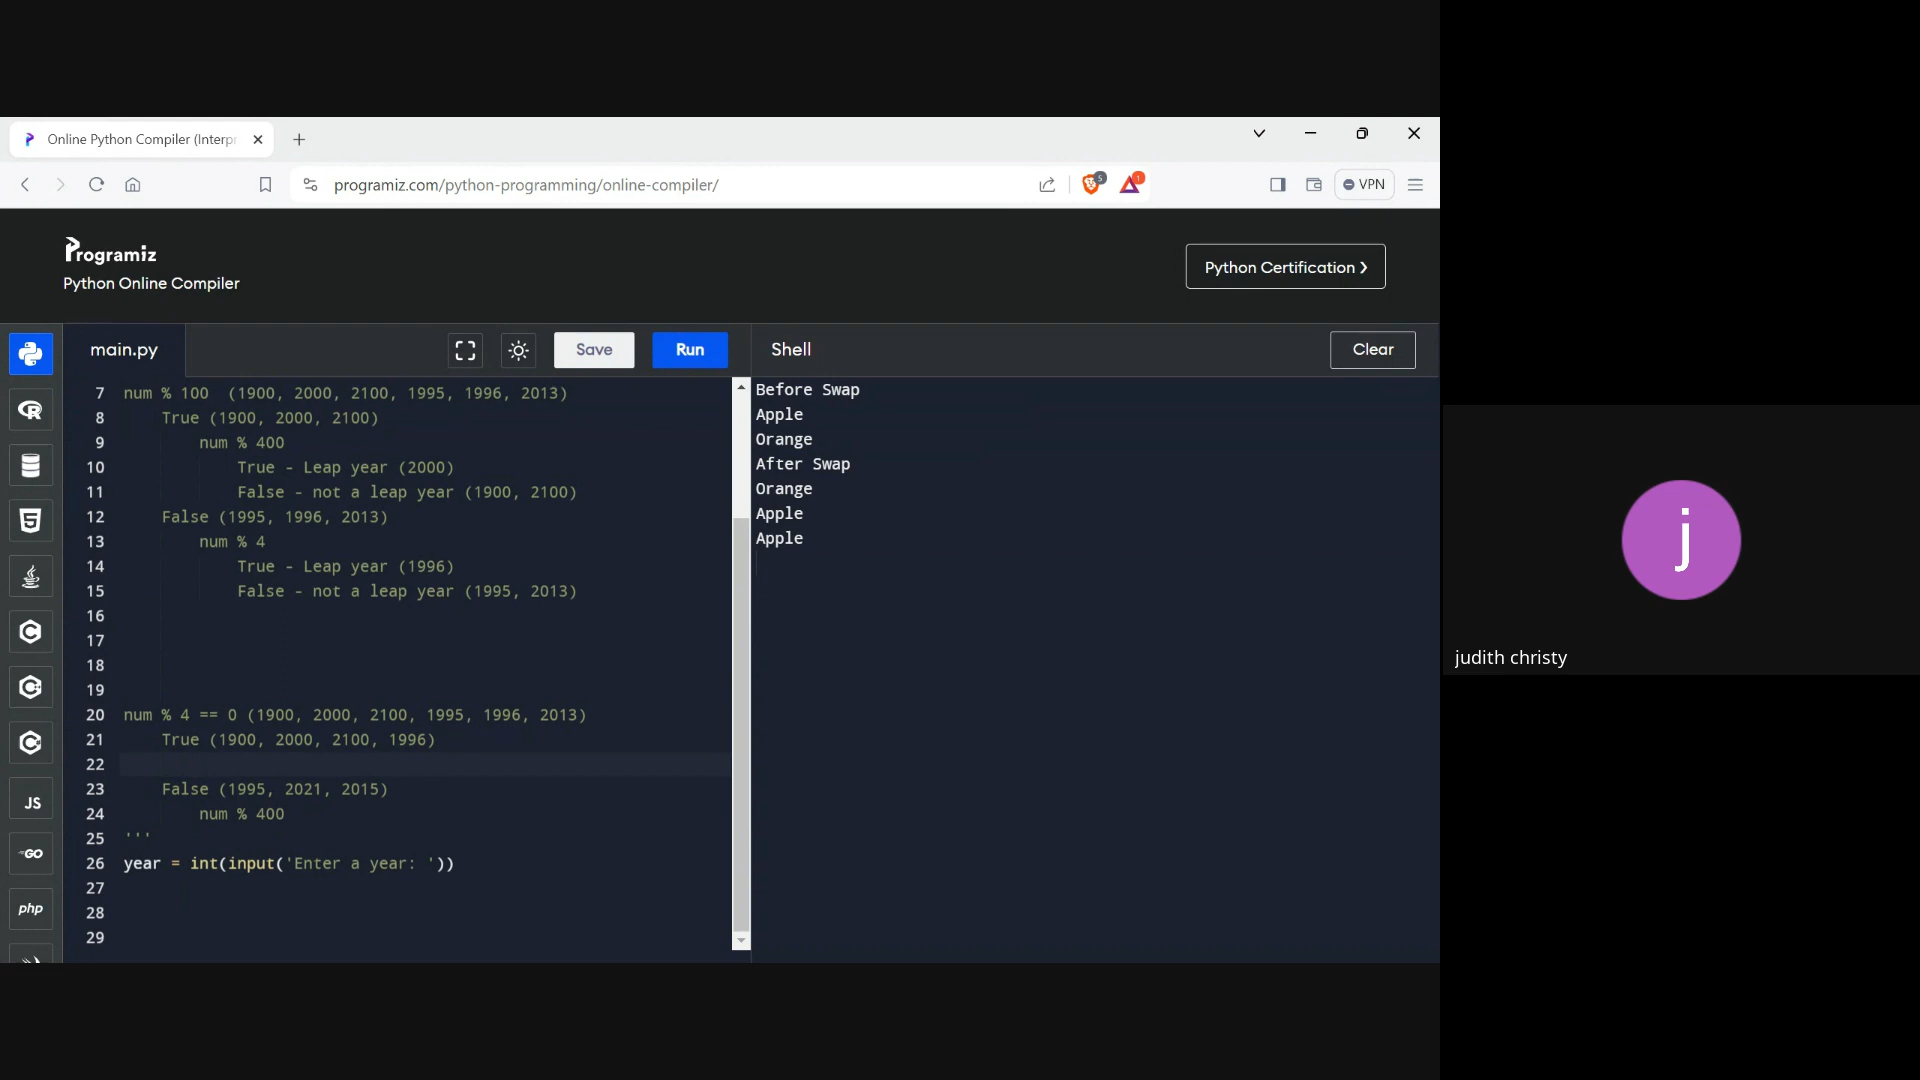 Online Python Compiler (Interpr
programiz.com/python-programming/online-compiler/
5
1
VPN
Programiz
Python Online Compiler
Python Certification ❯
main.py
Save
Run
Shell
Clear
7 num % 100  (1900, 2000, 2100, 1995, 1996, 2013)
8 True (1900, 2000, 2100)
9 num % 400
10 True - Leap year (2000)
11 False - not a leap year (1900, 2100)
12 False (1995, 1996, 2013)
13 num % 4
14 True - Leap year (1996)
15 False - not a leap year (1995, 2013)
16
17
18
19
20 num % 4 == 0 (1900, 2000, 2100, 1995, 1996, 2013)
21 True (1900, 2000, 2100, 1996)
22
23 False (1995, 2021, 2015)
24 num % 400
25 '''
26 year = int(input('Enter a year: '))
27
28
29
Before Swap
Apple
Orange
After Swap
Orange
Apple
Apple
R
5
C
C
C
JS
GO
php
j
judith christy